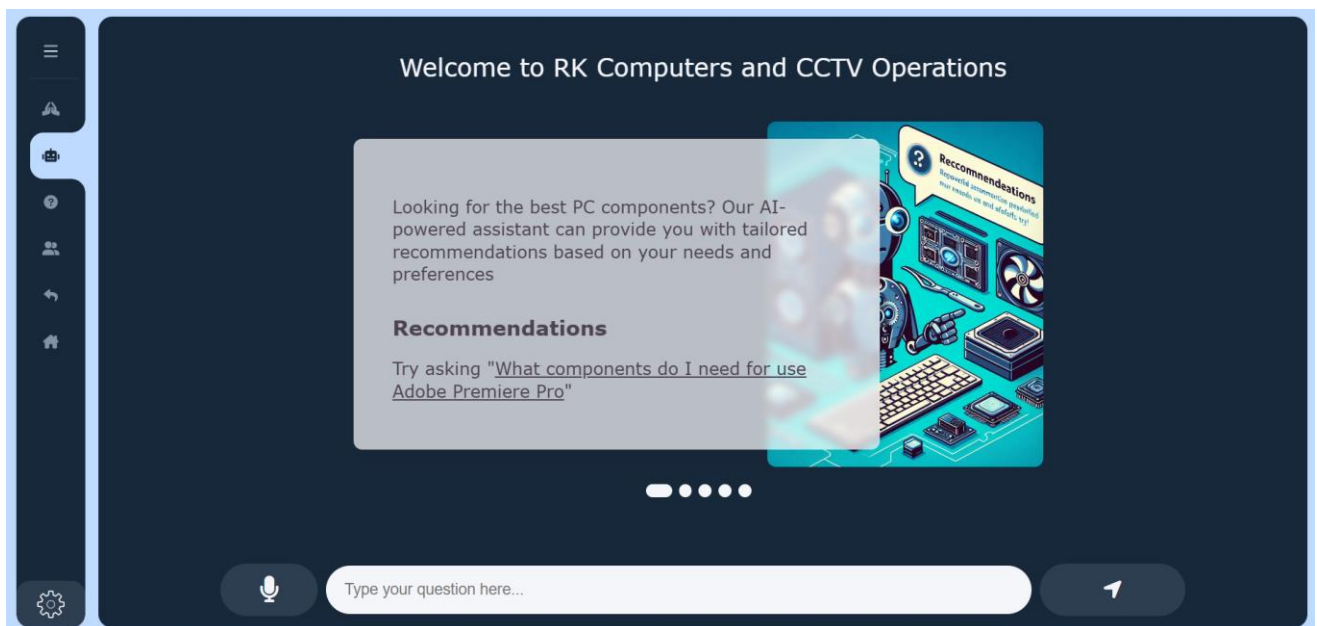 Welcome to RK Computers and CCTV Operations
Looking for the best PC components? Our AI-
powered assistant can provide you with tailored
recommendations based on your needs and
preferences
Recommendations
Try asking "What components do I need for use
Adobe Premiere Pro"
Reccomnendeations
Type your question here...